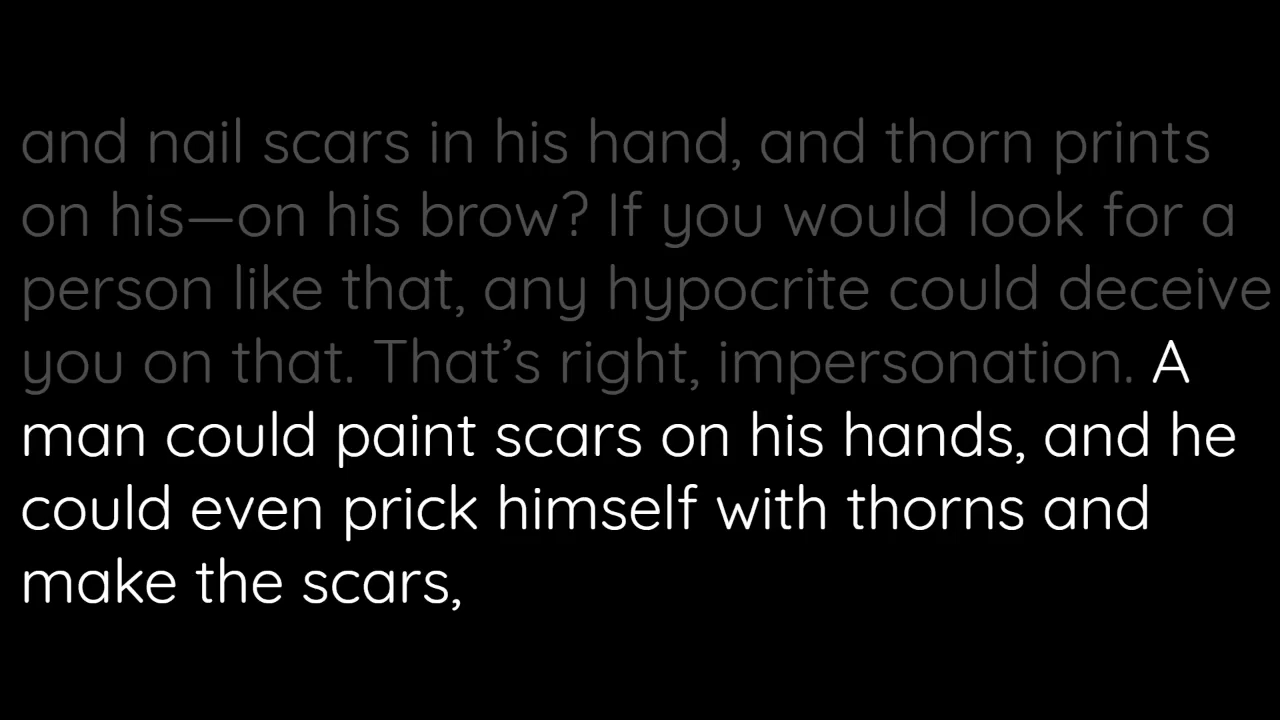 and nail scars in his hand, and thorn prints
on his—on his brow? If you would look for a
person like that, any hypocrite could deceive
you on that. That’s right, impersonation. A
man could paint scars on his hands, and he
could even prick himself with thorns and
make the scars,